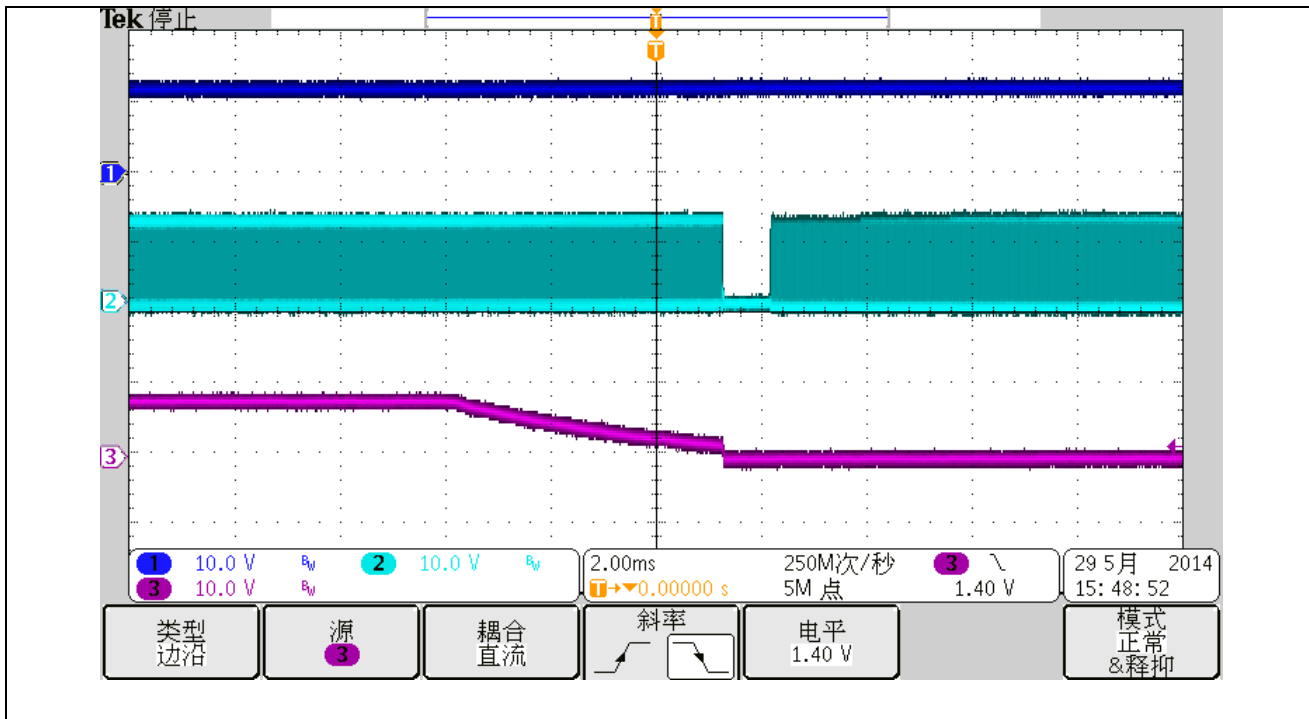 Tek 停止
T
T
1
2
3
1 10.0 V BW 2 10.0 V BW
3 10.0 V BW
2.00ms
T→▼0.00000 s
250M次/秒
5M 点
3 \
1.40 V
29 5月 2014
15:48:52
类型
边沿
源
3
耦合
直流
斜率
电平
1.40 V
模式
正常
&释抑